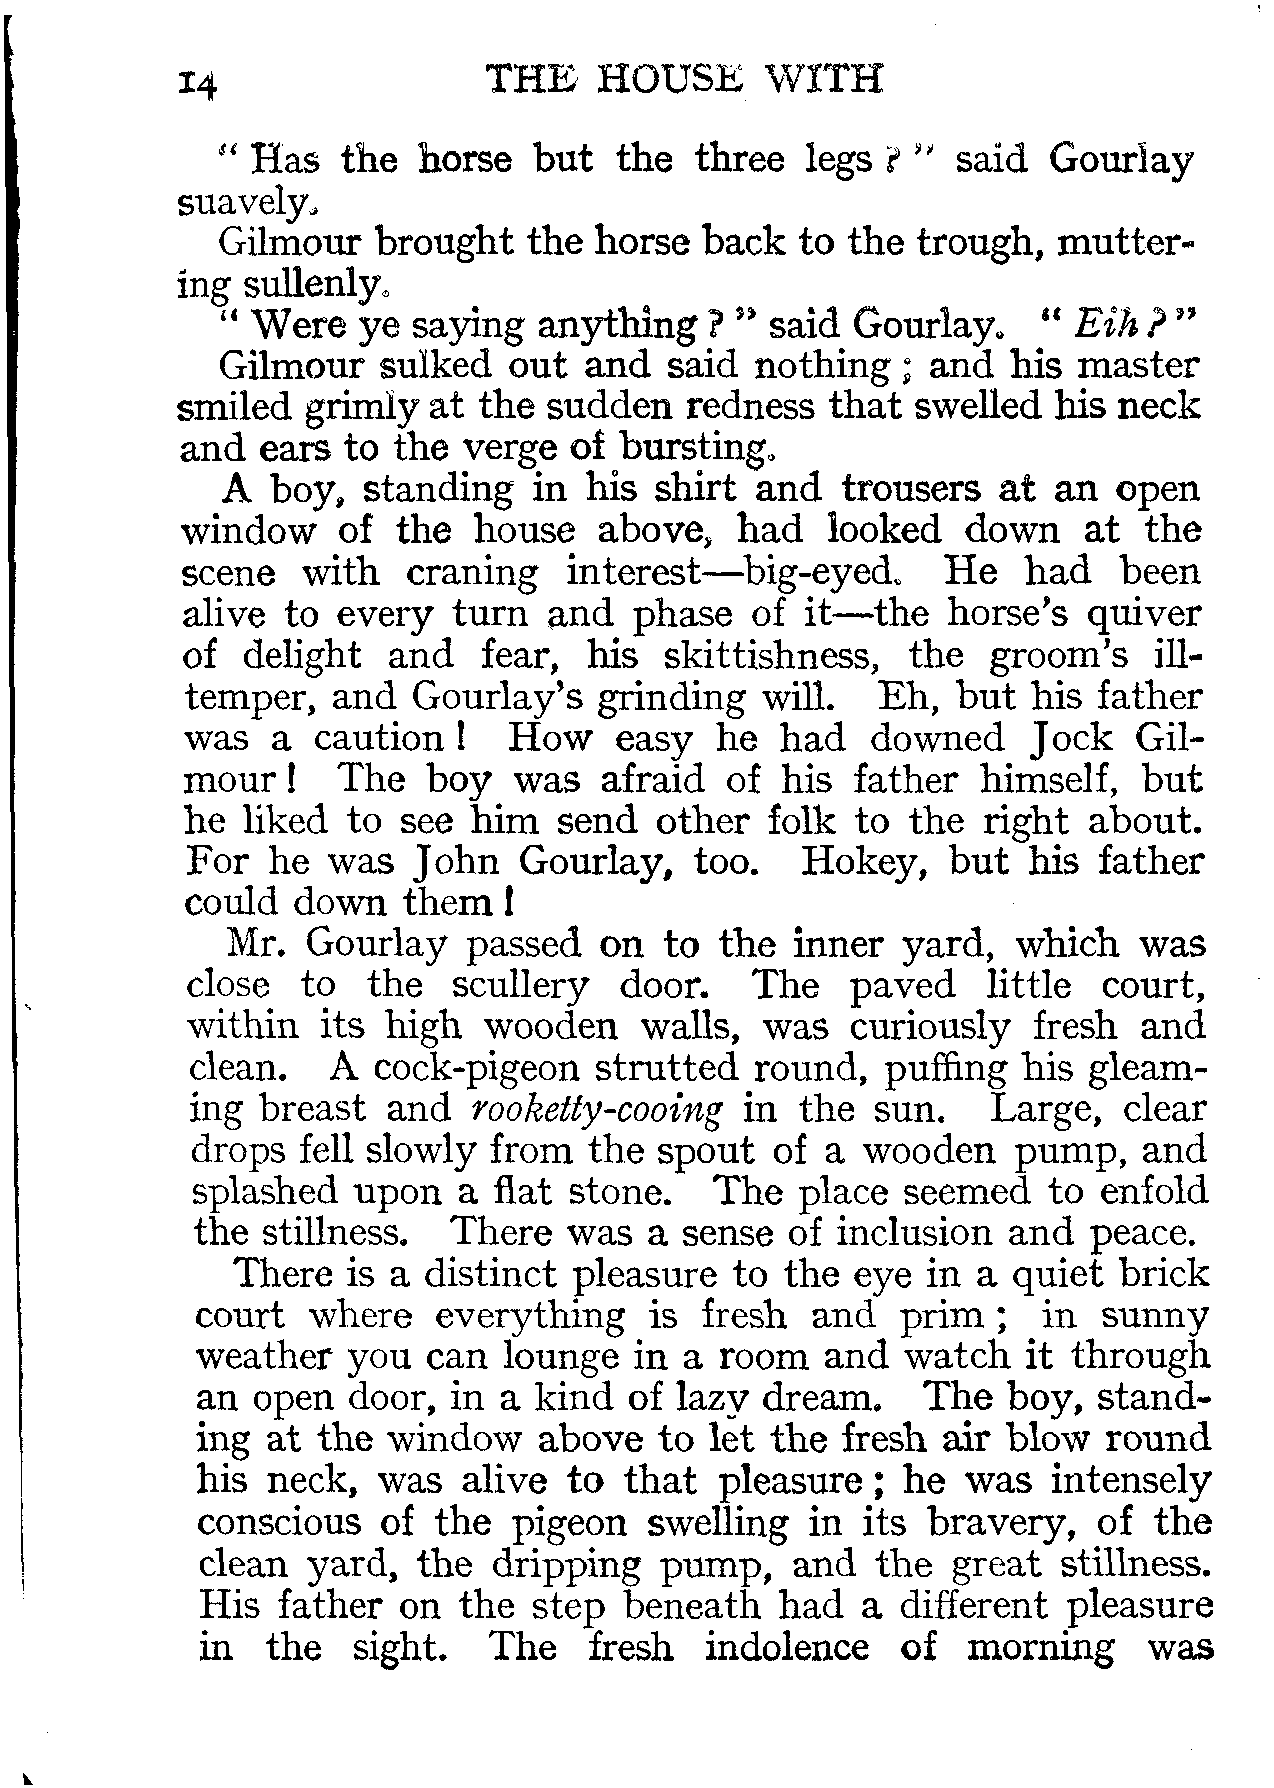 14 THE HOUSE WITH
" Has the horse but the three legs ? " said Gourlay
suavely.
Gilmour brought the horse back to the trough, mutter-
ing sullenly.
" Were ye saying anything ? " said Gourlay. " Eih ? "
Gilmour sulked out and said nothing ; and his master
smiled grimly at the sudden redness that swelled his neck
and ears to the verge of bursting.
A boy, standing in his shirt and trousers at an open
window of the house above, had looked down at the
scene with craning interest—big-eyed. He had been
alive to every turn and phase of it—the horse's quiver
of delight and fear, his skittishness, the groom's ill-
temper, and Gourlay's grinding will. Eh, but his father
was a caution ! How easy he had downed Jock Gil-
mour ! The boy was afraid of his father himself, but
he liked to see him send other folk to the right about.
For he was John Gourlay, too. Hokey, but his father
could down them !
Mr. Gourlay passed on to the inner yard, which was
close to the scullery door. The paved little court,
within its high wooden walls, was curiously fresh and
clean. A cock-pigeon strutted round, puffing his gleam-
ing breast and rooketty-cooing in the sun. Large, clear
drops fell slowly from the spout of a wooden pump, and
splashed upon a flat stone. The place seemed to enfold
the stillness. There was a sense of inclusion and peace.
There is a distinct pleasure to the eye in a quiet brick
court where everything is fresh and prim ; in sunny
weather you can lounge in a room and watch it through
an open door, in a kind of lazy dream. The boy, stand-
ing at the window above to let the fresh air blow round
his neck, was alive to that pleasure ; he was intensely
conscious of the pigeon swelling in its bravery, of the
clean yard, the dripping pump, and the great stillness.
His father on the step beneath had a different pleasure
in the sight. The fresh indolence of morning was